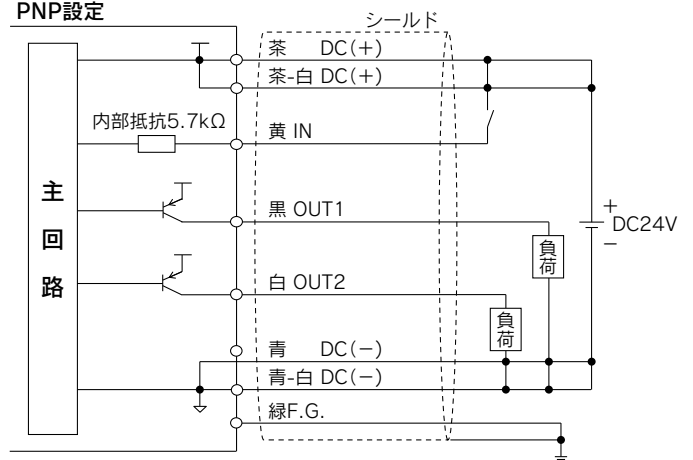 PNP設定
シールド
茶 DC(+)
茶-白 DC(+)
内部抵抗5.7kΩ
黄 IN
主回路
黒 OUT1
+
DC24V
−
負荷
白 OUT2
負荷
青 DC(−)
青-白 DC(−)
緑F.G.